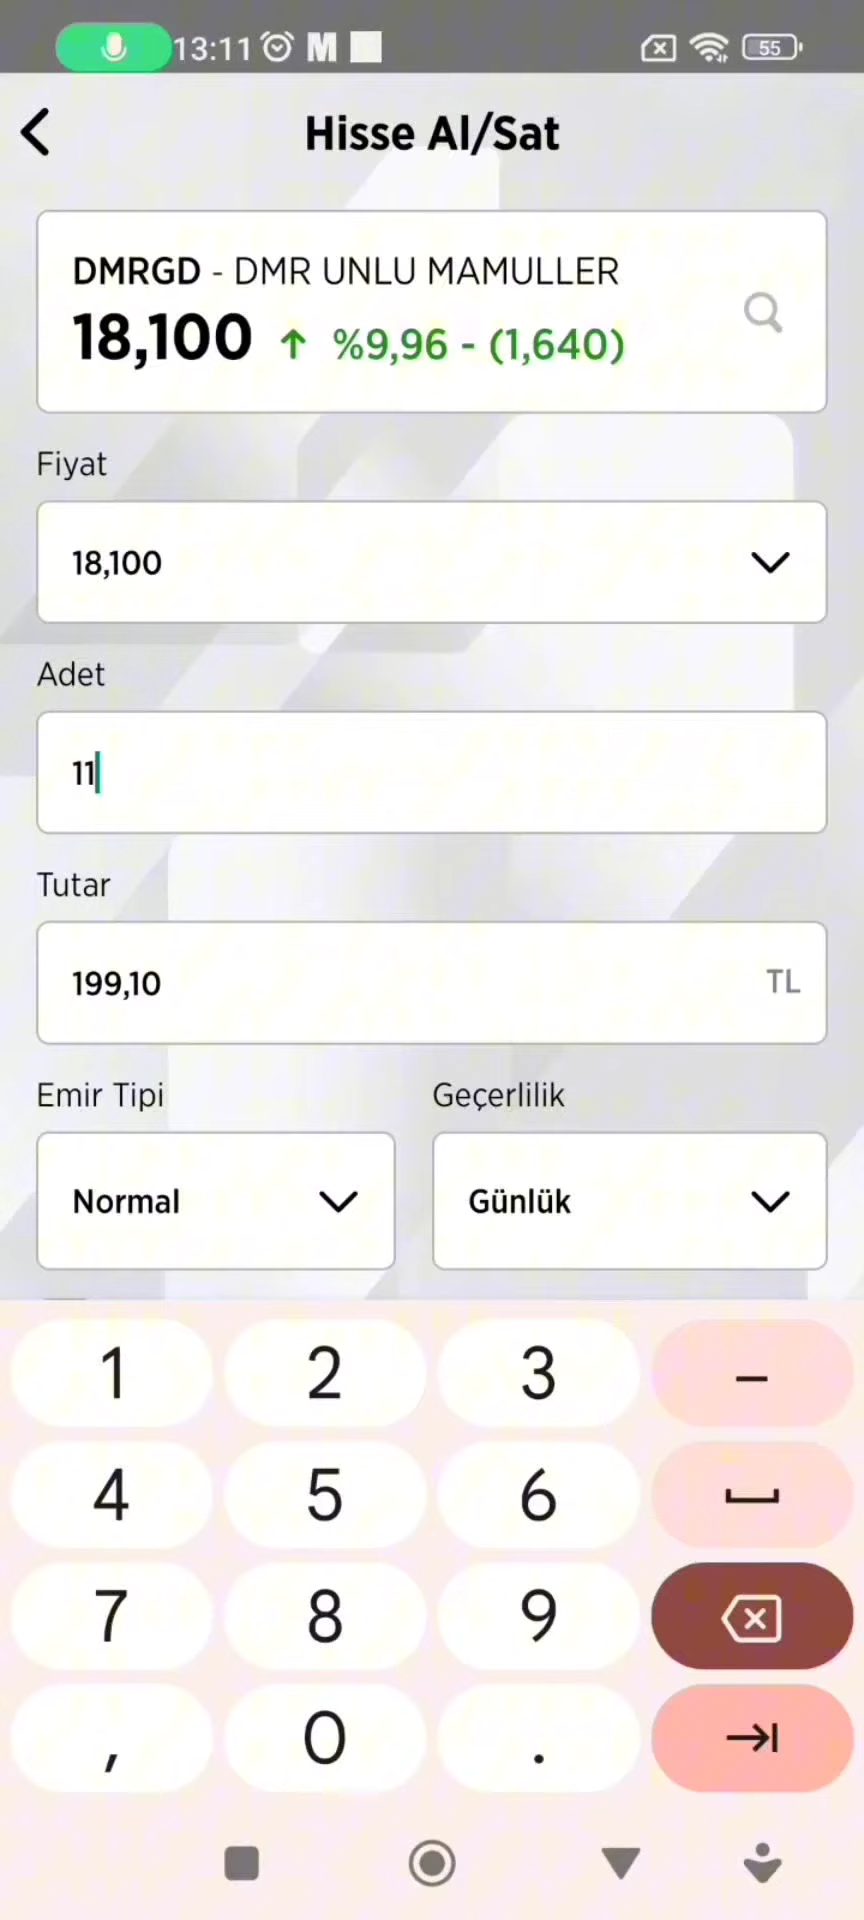 13:11 M 55
Hisse Al/Sat
DMRGD - DMR UNLU MAMULLER
18,100 ↑ %9,96 - (1,640)
Fiyat
18,100
Adet
11
Tutar
199,10 TL
Emir Tipi Geçerlilik
Normal Günlük
1 2 3 –
4 5 6
7 8 9
, 0 .